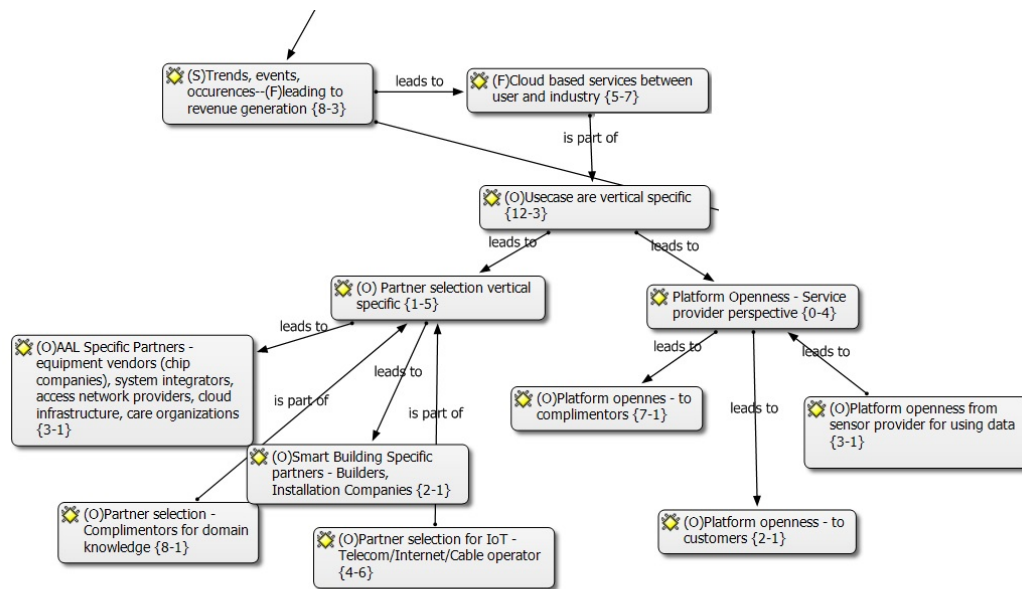 (S)Trends, events,
occurences--(F)leading to
revenue generation {8-3}
leads to
(F)Cloud based services between
user and industry {5-7}
is part of
(O)Usecase are vertical specific
{12-3}
leads to
leads to
(O) Partner selection vertical
specific {1-5}
Platform Openness - Service
provider perspective {0-4}
leads to
leads to
(O)AAL Specific Partners -
equipment vendors (chip
companies), system integrators,
access network providers, cloud
infrastructure, care organizations
{3-1}
leads to
is part of
is part of
(O)Platform opennes - to
complimentors {7-1}
leads to
(O)Platform openness from
sensor provider for using data
{3-1}
(O)Smart Building Specific
partners - Builders,
Installation Companies {2-1}
(O)Partner selection -
Complimentors for domain
knowledge {8-1}
(O)Partner selection for IoT -
Telecom/Internet/Cable operator
{4-6}
(O)Platform openness - to
customers {2-1}